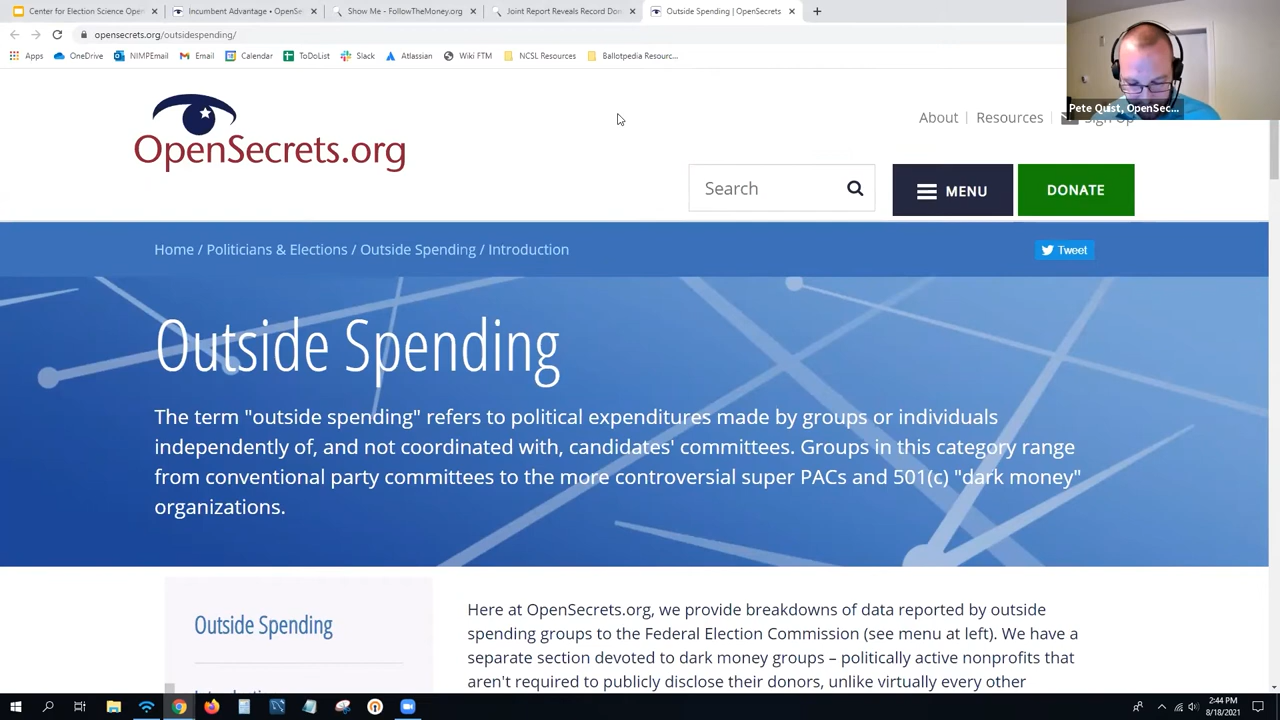 Center for Election Science Open
Incumbent Advantage • OpenSe
Show Me - FollowTheMoney.org
Joint Report Reveals Record Don
Outside Spending | OpenSecrets
opensecrets.org/outsidespending/
Apps
OneDrive
NIMPEmail
Email
Calendar
ToDoList
Slack
Atlassian
Wiki FTM
NCSL Resources
Ballotpedia Resourc...
Pete Quist, OpenSec...
OpenSecrets.org
About | Resources | Sign Up
Search
MENU
DONATE
Home / Politicians & Elections / Outside Spending / Introduction
Tweet
Outside Spending
The term "outside spending" refers to political expenditures made by groups or individuals
independently of, and not coordinated with, candidates' committees. Groups in this category range
from conventional party committees to the more controversial super PACs and 501(c) "dark money"
organizations.
Outside Spending
Here at OpenSecrets.org, we provide breakdowns of data reported by outside
spending groups to the Federal Election Commission (see menu at left). We have a
separate section devoted to dark money groups – politically active nonprofits that
aren't required to publicly disclose their donors, unlike virtually every other
2:44 PM
8/18/2021